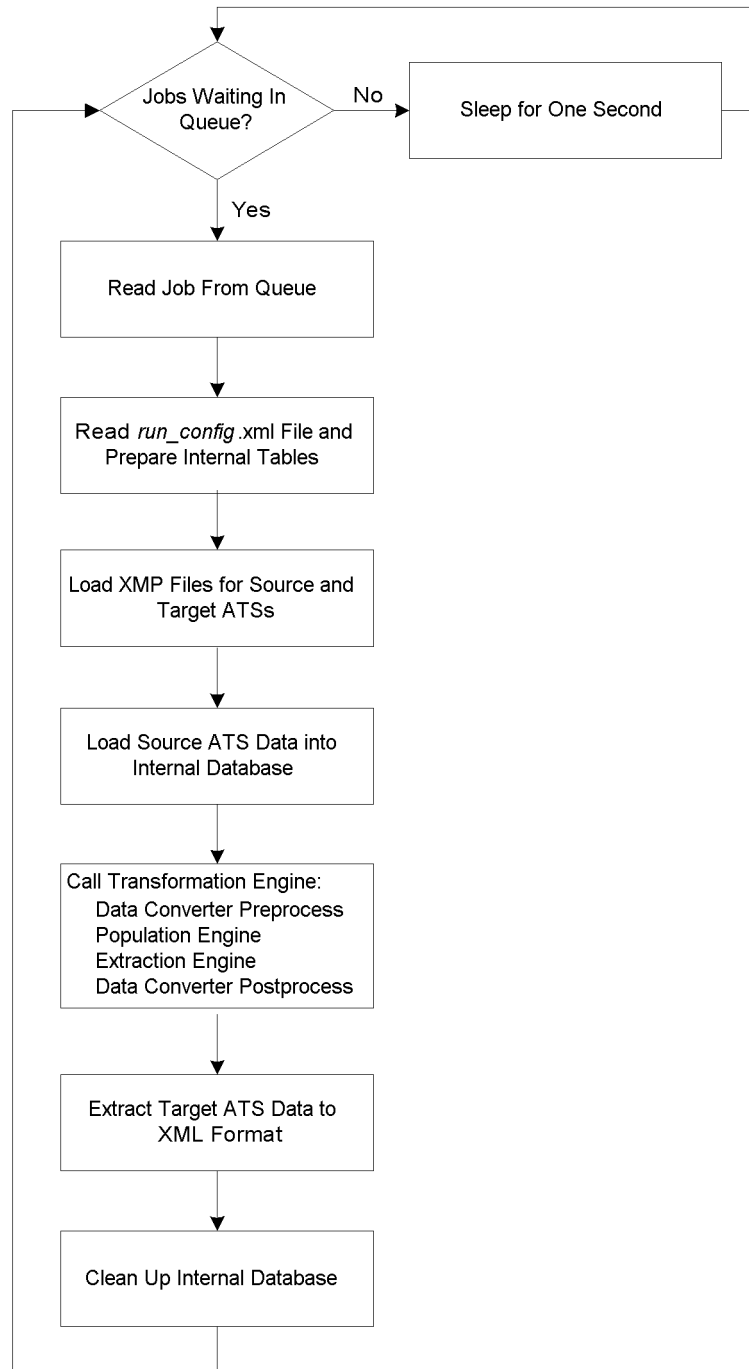 Jobs Waiting In
Queue?
No
Sleep for One Second
Yes
Read Job From Queue
Read run_config.xml File and
Prepare Internal Tables
Load XMP Files for Source and
Target ATSs
Load Source ATS Data into
Internal Database
Call Transformation Engine:
Data Converter Preprocess
Population Engine
Extraction Engine
Data Converter Postprocess
Extract Target ATS Data to
XML Format
Clean Up Internal Database